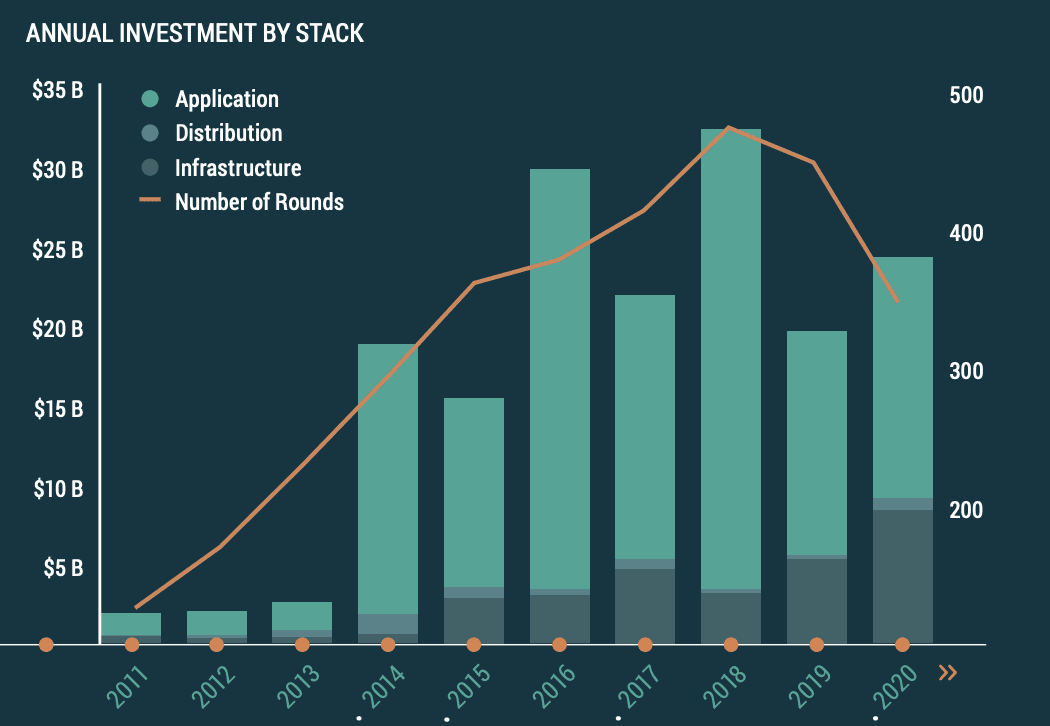 ANNUAL INVESTMENT BY STACK
$35 B
$30 B
$25 B
$20 B
$15 B
$10 B
$5 B
Application
Distribution
Infrastructure
Number of Rounds
500
400
300
200
2011 2012 2013 2014 2015 2016 2017 2018 2019 2020 »